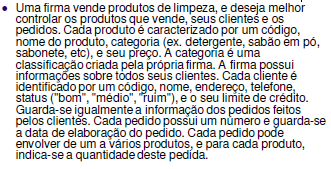 • Uma firma vende produtos de limpeza, e deseja melhor
controlar os produtos que vende, seus clientes e os
pedidos. Cada produto é caracterizado por um código,
nome do produto, categoria (ex. detergente, sabão em pó,
sabonete, etc), e seu preço. A categoria é uma
classificação criada pela própria firma. A firma possui
informações sobre todos seus clientes. Cada cliente é
identificado por um código, nome, endereço, telefone,
status ("bom", "médio", "ruim"), e o seu limite de crédito.
Guarda-se igualmente a informação dos pedidos feitos
pelos clientes. Cada pedido possui um número e guarda-se
a data de elaboração do pedido. Cada pedido pode
envolver de um a vários produtos, e para cada produto,
indica-se a quantidade deste pedida.